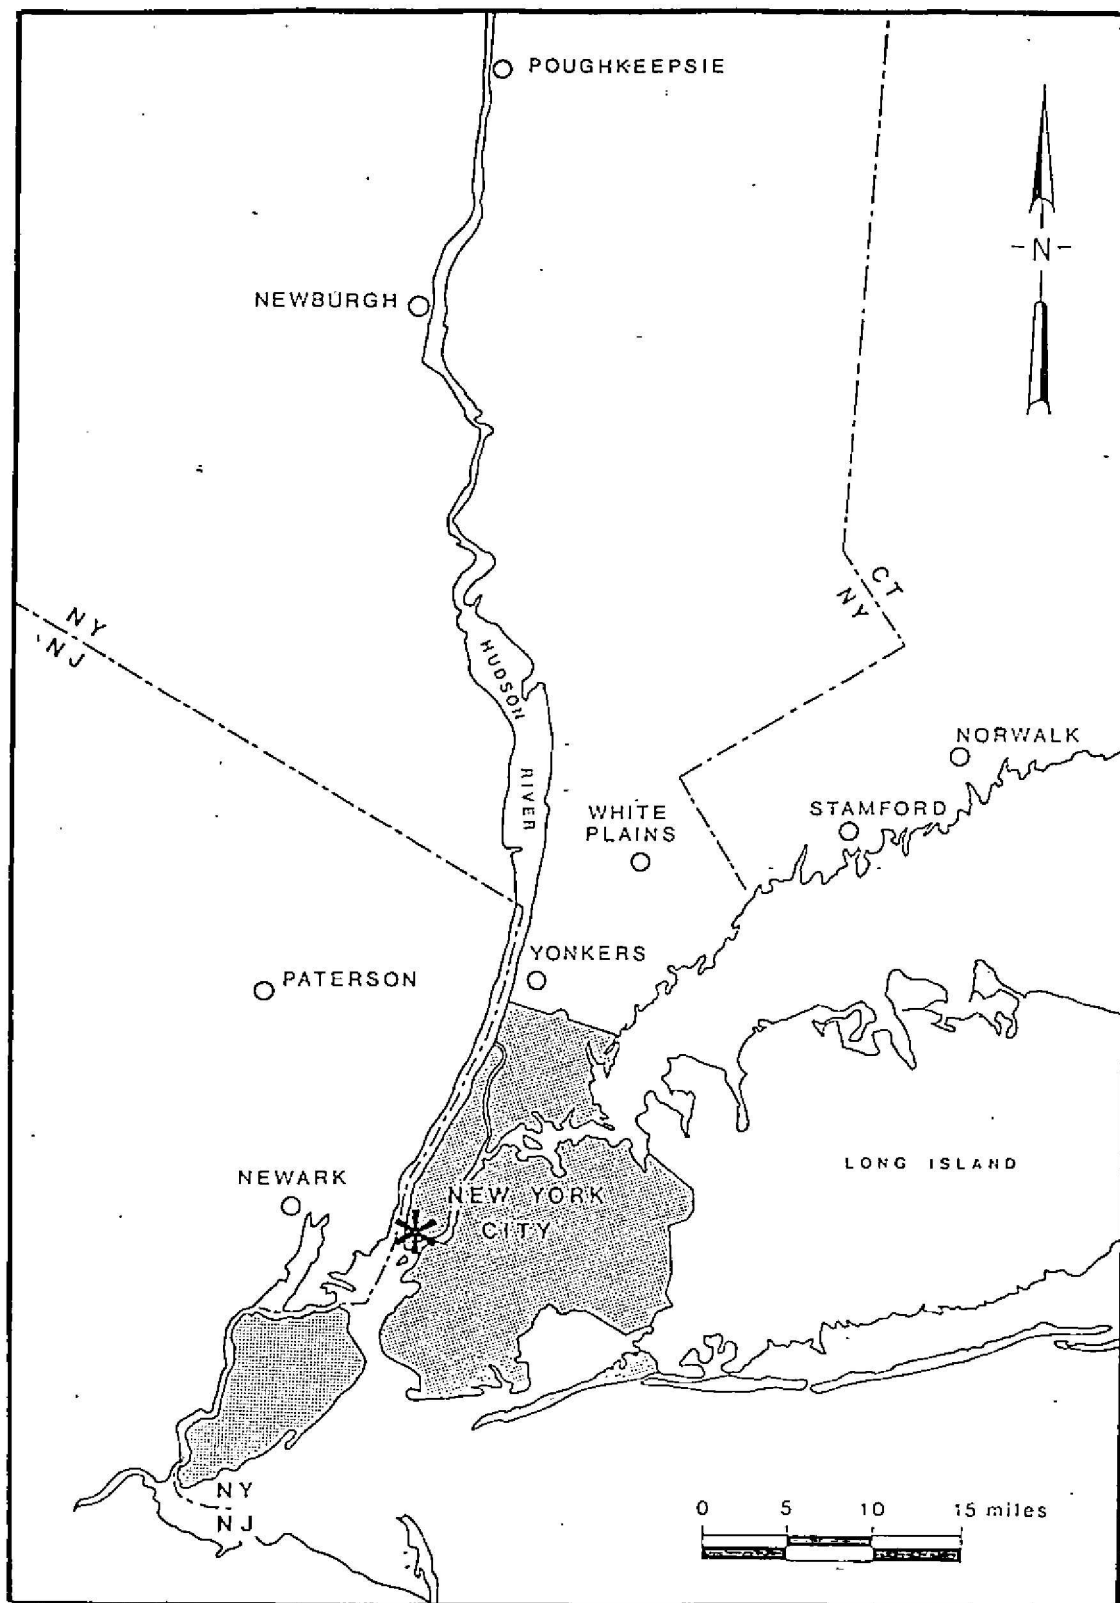 POUGHKEEPSIE
-N-
NEWBURGH
CT
NY
NY
NJ
HUDSON
RIVER
NORWALK
STAMFORD
WHITE
PLAINS
YONKERS
PATERSON
LONG ISLAND
NEWARK
NEW YORK
CITY
NY
NJ
0 5 10 15 miles